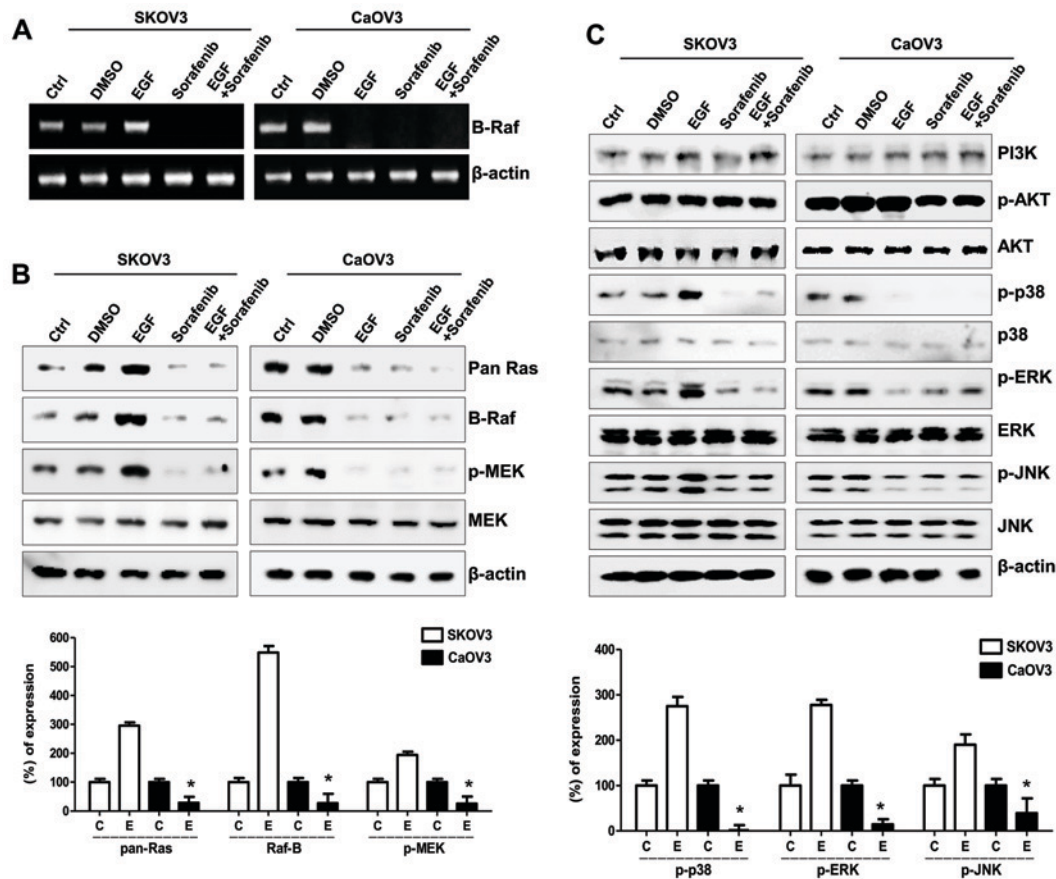 A
SKOV3 CaOV3
Ctrl DMSO EGF Sorafenib EGF +Sorafenib Ctrl DMSO EGF Sorafenib EGF +Sorafenib
B-Raf
β-actin
B
SKOV3 CaOV3
Ctrl DMSO EGF Sorafenib EGF +Sorafenib Ctrl DMSO EGF Sorafenib EGF +Sorafenib
Pan Ras
B-Raf
p-MEK
MEK
β-actin
SKOV3
CaOV3
(%) of expression
600
500
400
300
200
100
0
* * *
C E C E C E C E C E C E
pan-Ras Raf-B p-MEK
C
SKOV3 CaOV3
Ctrl DMSO EGF Sorafenib EGF +Sorafenib Ctrl DMSO EGF Sorafenib EGF +Sorafenib
PI3K
p-AKT
AKT
p-p38
p38
p-ERK
ERK
p-JNK
JNK
β-actin
SKOV3
CaOV3
(%) of expression
400
300
200
100
0
* * *
C E C E C E C E C E C E
p-p38 p-ERK p-JNK